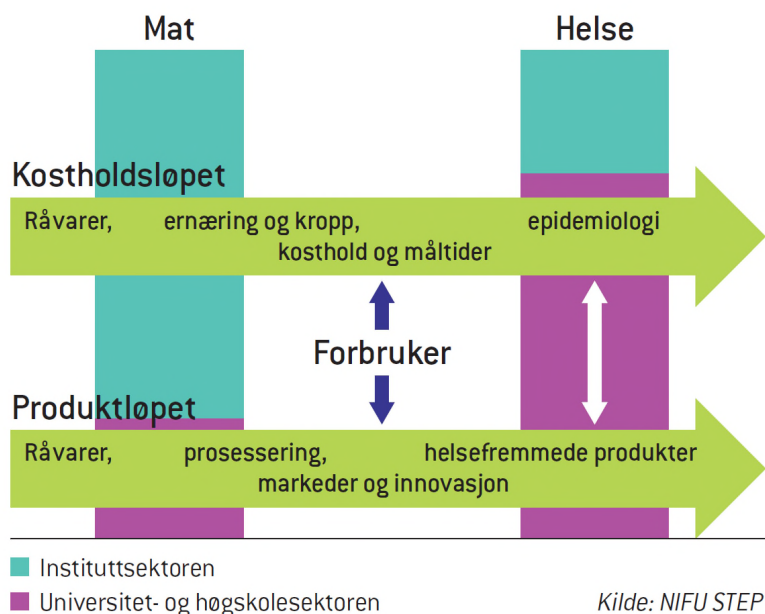 Mat
Helse
Kostholdsløpet
Råvarer, ernæring og kropp, epidemiologi
kosthold og måltider
Forbruker
Produktløpet
Råvarer, prosessering, helsefremmede produkter
markeder og innovasjon
Instituttsektoren
Universitet- og høgskolesektoren
Kilde: NIFU STEP